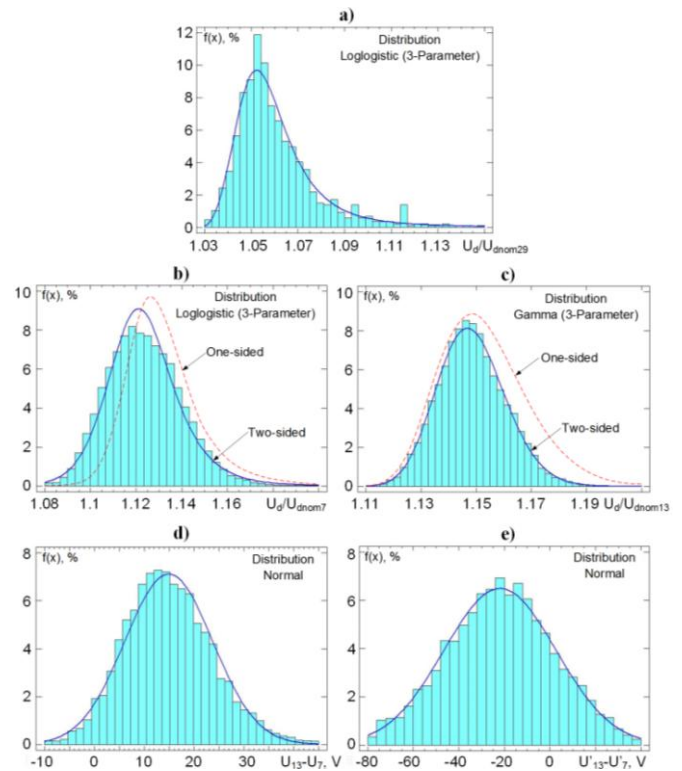 a)
f(x), %
Distribution
Loglogistic (3-Parameter)
12
10
8
6
4
2
0
1.03 1.05 1.07 1.09 1.11 1.13 Ud/Udnom29
b)
f(x), %
Distribution
Loglogistic (3-Parameter)
One-sided
Two-sided
10
8
6
4
2
0
1.08 1.1 1.12 1.14 1.16 Ud/Udnom7
c)
f(x), %
Distribution
Gamma (3-Parameter)
One-sided
Two-sided
10
8
6
4
2
0
1.11 1.13 1.15 1.17 1.19 Ud/Udnom13
d)
f(x), %
Distribution
Normal
8
6
4
2
0
-10 0 10 20 30 U13-U7, V
e)
f(x), %
Distribution
Normal
8
6
4
2
0
-80 -60 -40 -20 0 U'13-U'7, V